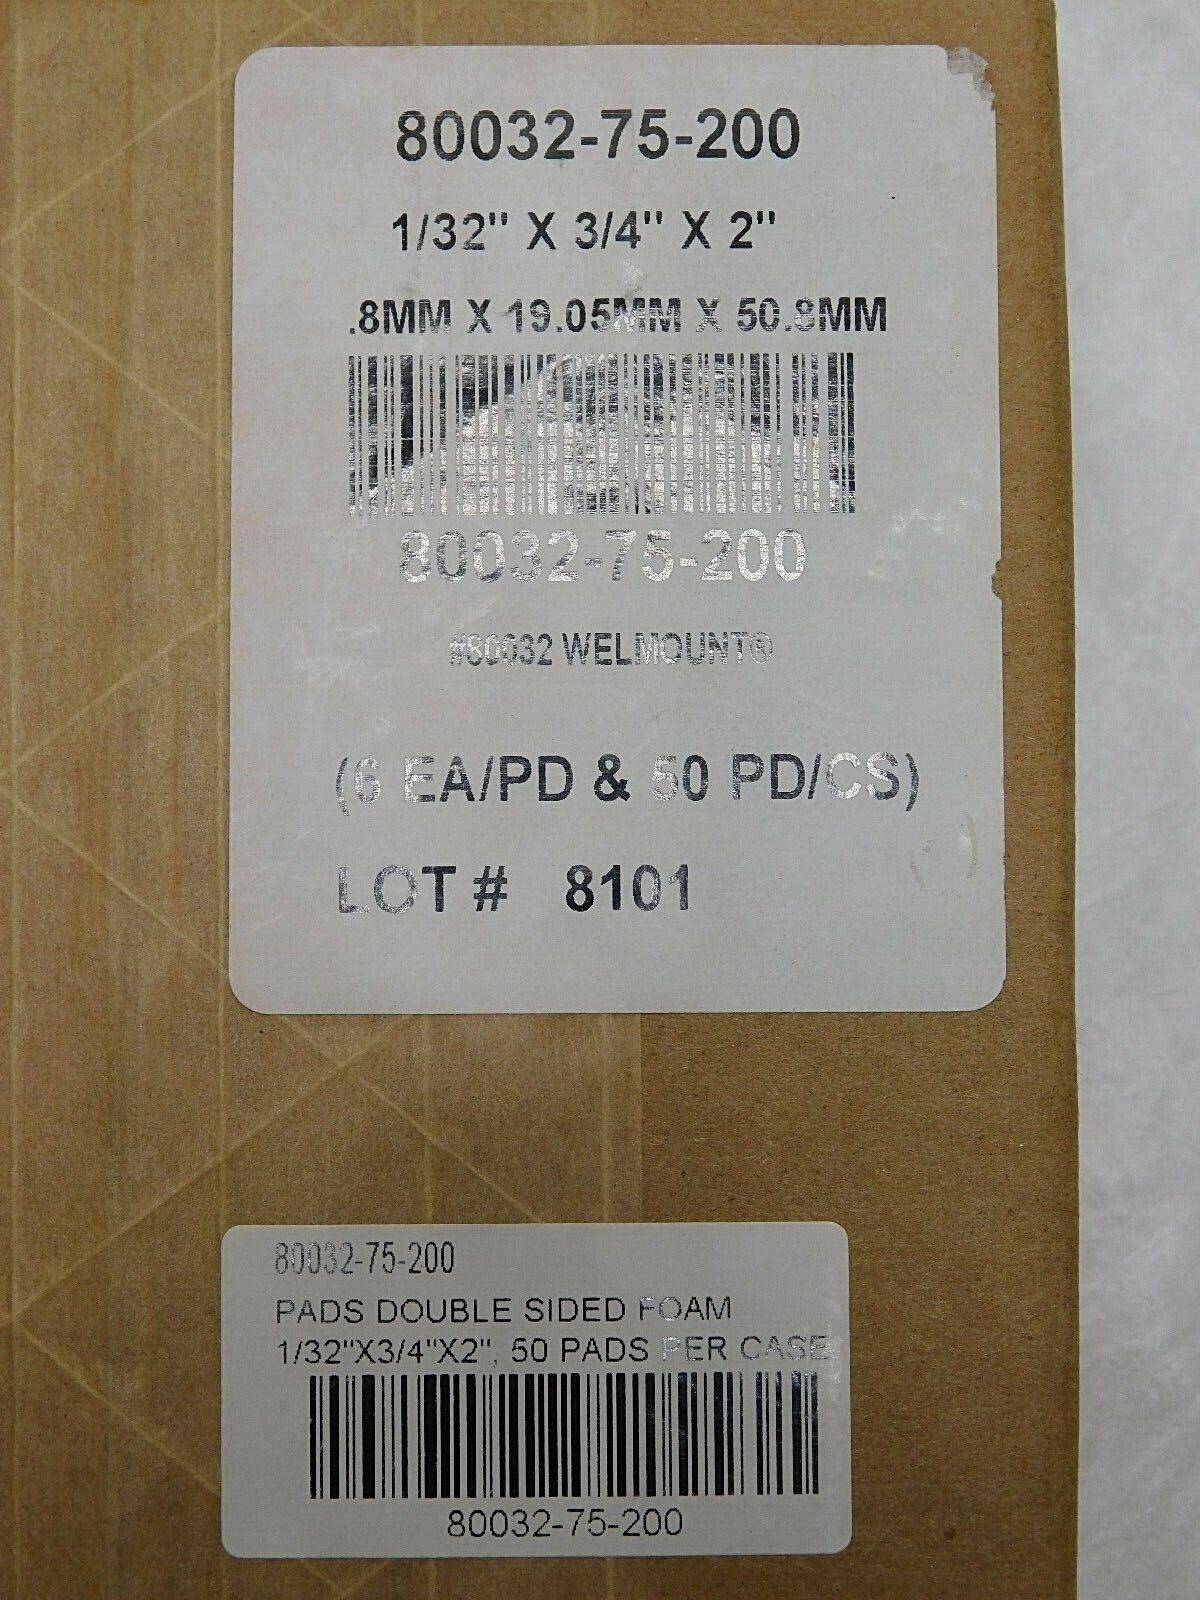 80032-75-200
1/32" X 3/4" X 2"
.8MM X 19.05MM X 50.8MM
80032-75-200
#80032 WELMOUNT®
(6 EA/PD & 50 PD/CS)
LOT # 8101
80032-75-200
PADS DOUBLE SIDED FOAM
1/32"X3/4"X2", 50 PADS PER CASE
80032-75-200